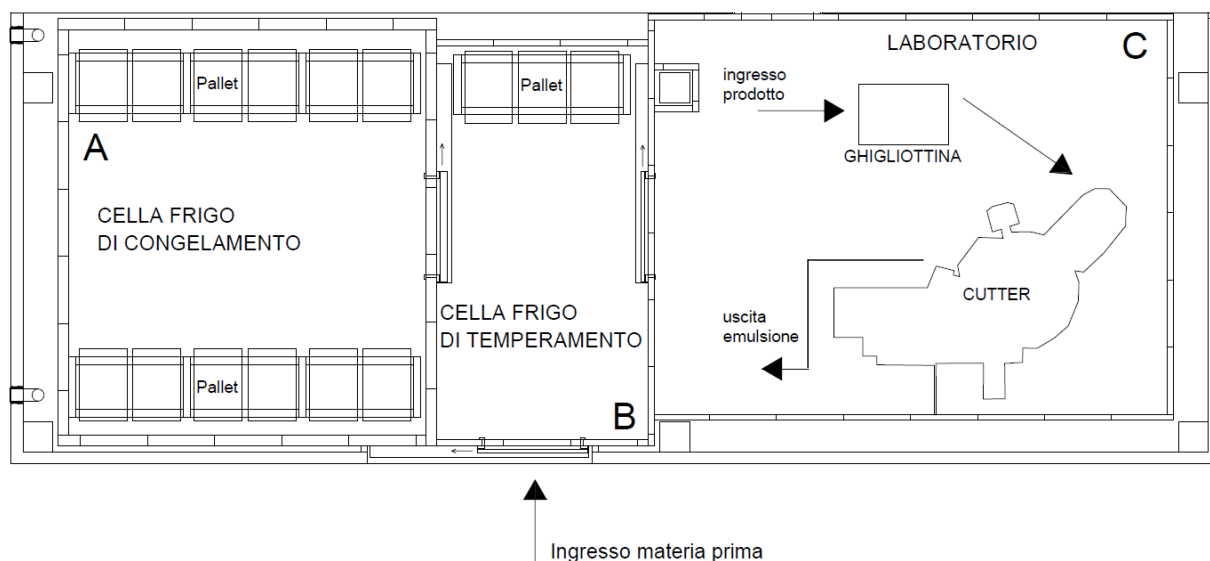 Pallet
A
CELLA FRIGO
DI CONGELAMENTO
Pallet
Pallet
CELLA FRIGO
DI TEMPERAMENTO
B
LABORATORIO
C
ingresso
prodotto
GHIGLIOTTINA
CUTTER
uscita
emulsione
Ingresso materia prima